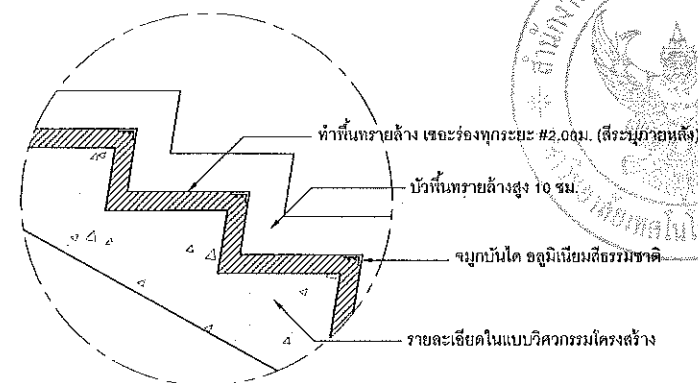 ทำพื้นทรายล้าง เซอะร่องทุกระยะ #2.00ม. (สีระบุภายหลัง)
บัวพื้นทรายล้างสูง 10 ซม.
จมูกบันได อลูมิเนียมสีธรรมชาติ
รายละเอียดในแบบวิศวกรรมโครงสร้าง